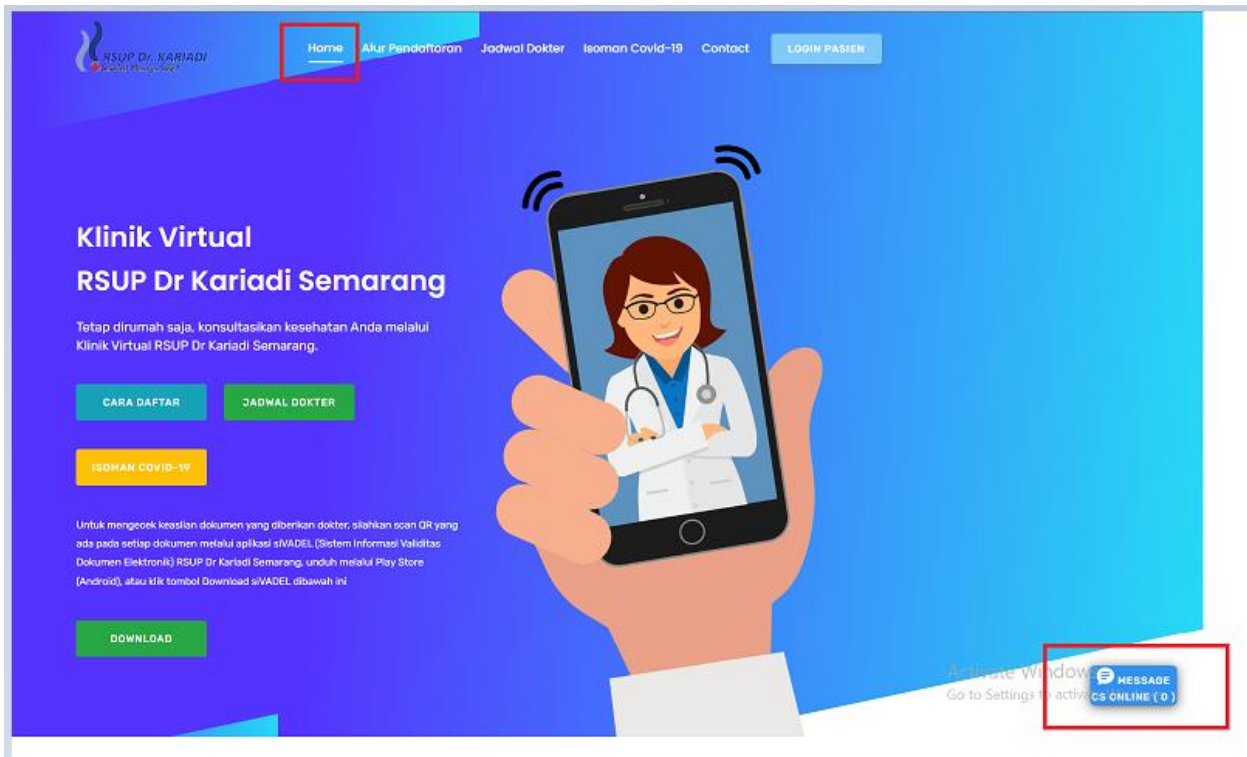 RSUP Dr. KARIADI
Home
Alur Pendaftaran
Jadwal Dokter
Isoman Covid-19
Contact
LOGIN PASIEN
Klinik Virtual
RSUP Dr Kariadi Semarang
Tetap dirumah saja, konsultasikan kesehatan Anda melalui
Klinik Virtual RSUP Dr Kariadi Semarang.
CARA DAFTAR
JADWAL DOKTER
ISOMAN COVID-19
Untuk mengecek keaslian dokumen yang diberikan dokter, silahkan scan QR yang
ada pada setiap dokumen melalui aplikasi siVADEL (Sistem Informasi Validitas
Dokumen Elektronik) RSUP Dr Kariadi Semarang, unduh melalui Play Store
(Android), atau klik tombol Download siVADEL dibawah ini
DOWNLOAD
Activate Window
Go to Settings to activ
MESSAGE
CS ONLINE ( 0 )